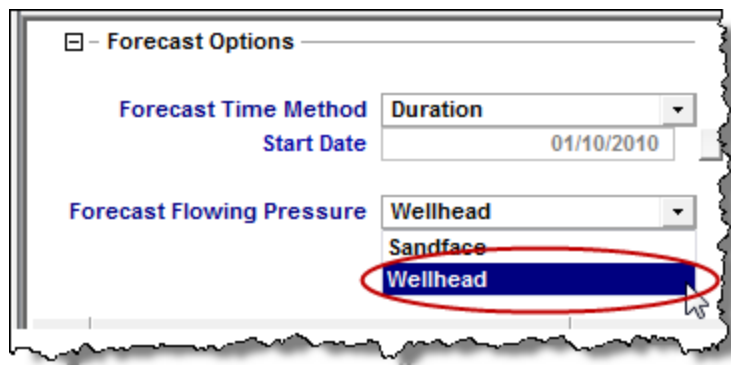 Forecast Options
Forecast Time Method Duration
Start Date 01/10/2010
Forecast Flowing Pressure Wellhead
Sandface
Wellhead